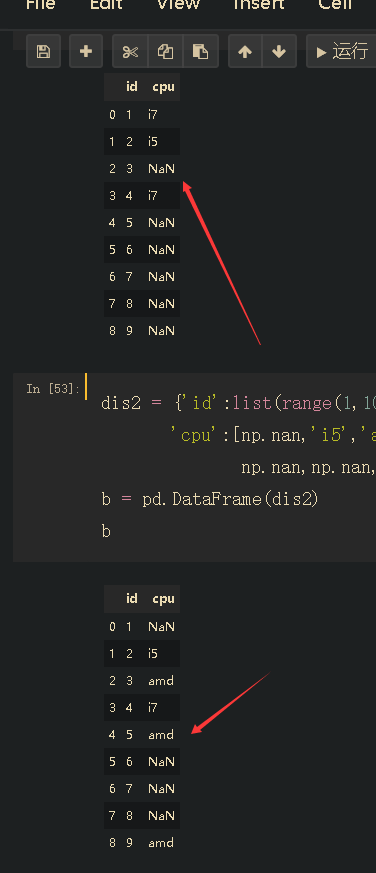 File Edit View Insert Cell
运行
id cpu
0 1 i7
1 2 i5
2 3 NaN
3 4 i7
4 5 NaN
5 6 NaN
6 7 NaN
7 8 NaN
8 9 NaN
In [53]:
dis2 = {'id':list(range(1,10
'cpu':[np.nan,'i5','a
np.nan,np.nan,
b = pd.DataFrame(dis2)
b
id cpu
0 1 NaN
1 2 i5
2 3 amd
3 4 i7
4 5 amd
5 6 NaN
6 7 NaN
7 8 NaN
8 9 amd